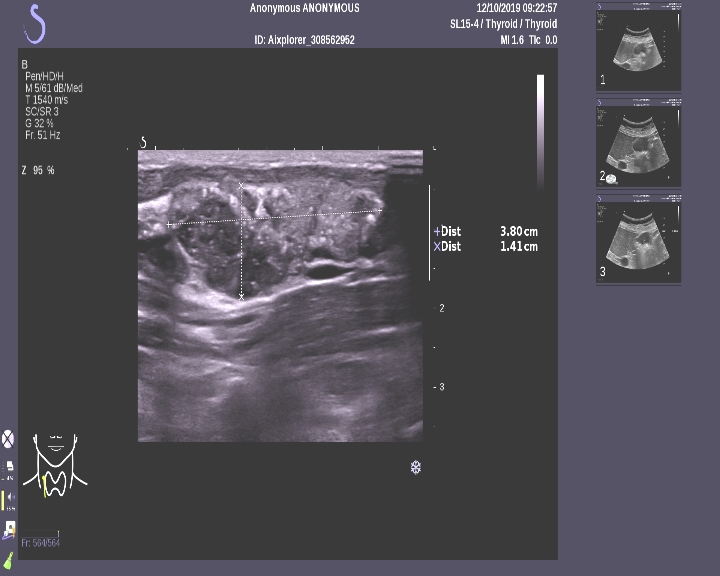 Anonymous ANONYMOUS
12/10/2019 09:22:57
SL15-4 / Thyroid / Thyroid
ID: Aixplorer_308562952
MI 1.6 TIc 0.0
B
Pen/HD/H
M 5/61 dB/Med
T 1540 m/s
SC/SR 3
G 32 %
Fr. 51 Hz
Z 95 %
+Dist 3.80 cm
XDist 1.41 cm
2
3
Fr: 564/564
1
2
3